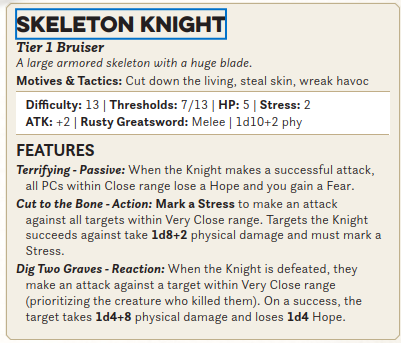 SKELETON KNIGHT
Tier 1 Bruiser
A large armored skeleton with a huge blade.
Motives & Tactics: Cut down the living, steal skin, wreak havoc
Difficulty: 13 | Thresholds: 7/13 | HP: 5 | Stress: 2
ATK: +2 | Rusty Greatsword: Melee | 1d10+2 phy
FEATURES
Terrifying - Passive: When the Knight makes a successful attack,
all PCs within Close range lose a Hope and you gain a Fear.
Cut to the Bone - Action: Mark a Stress to make an attack
against all targets within Very Close range. Targets the Knight
succeeds against take 1d8+2 physical damage and must mark a
Stress.
Dig Two Graves - Reaction: When the Knight is defeated, they
make an attack against a target within Very Close range
(prioritizing the creature who killed them). On a success, the
target takes 1d4+8 physical damage and loses 1d4 Hope.